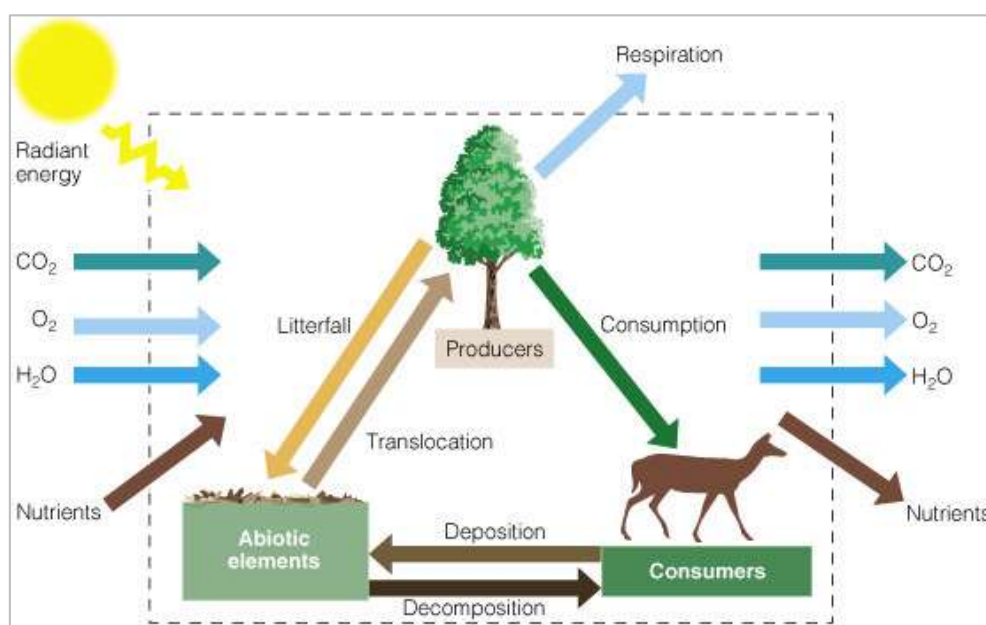 Respiration
Radiant
energy
CO₂
CO₂
O₂
Litterfall
Consumption
O₂
Producers
H₂O
H₂O
Translocation
Nutrients
Nutrients
Abiotic
elements
Deposition
Consumers
Decomposition